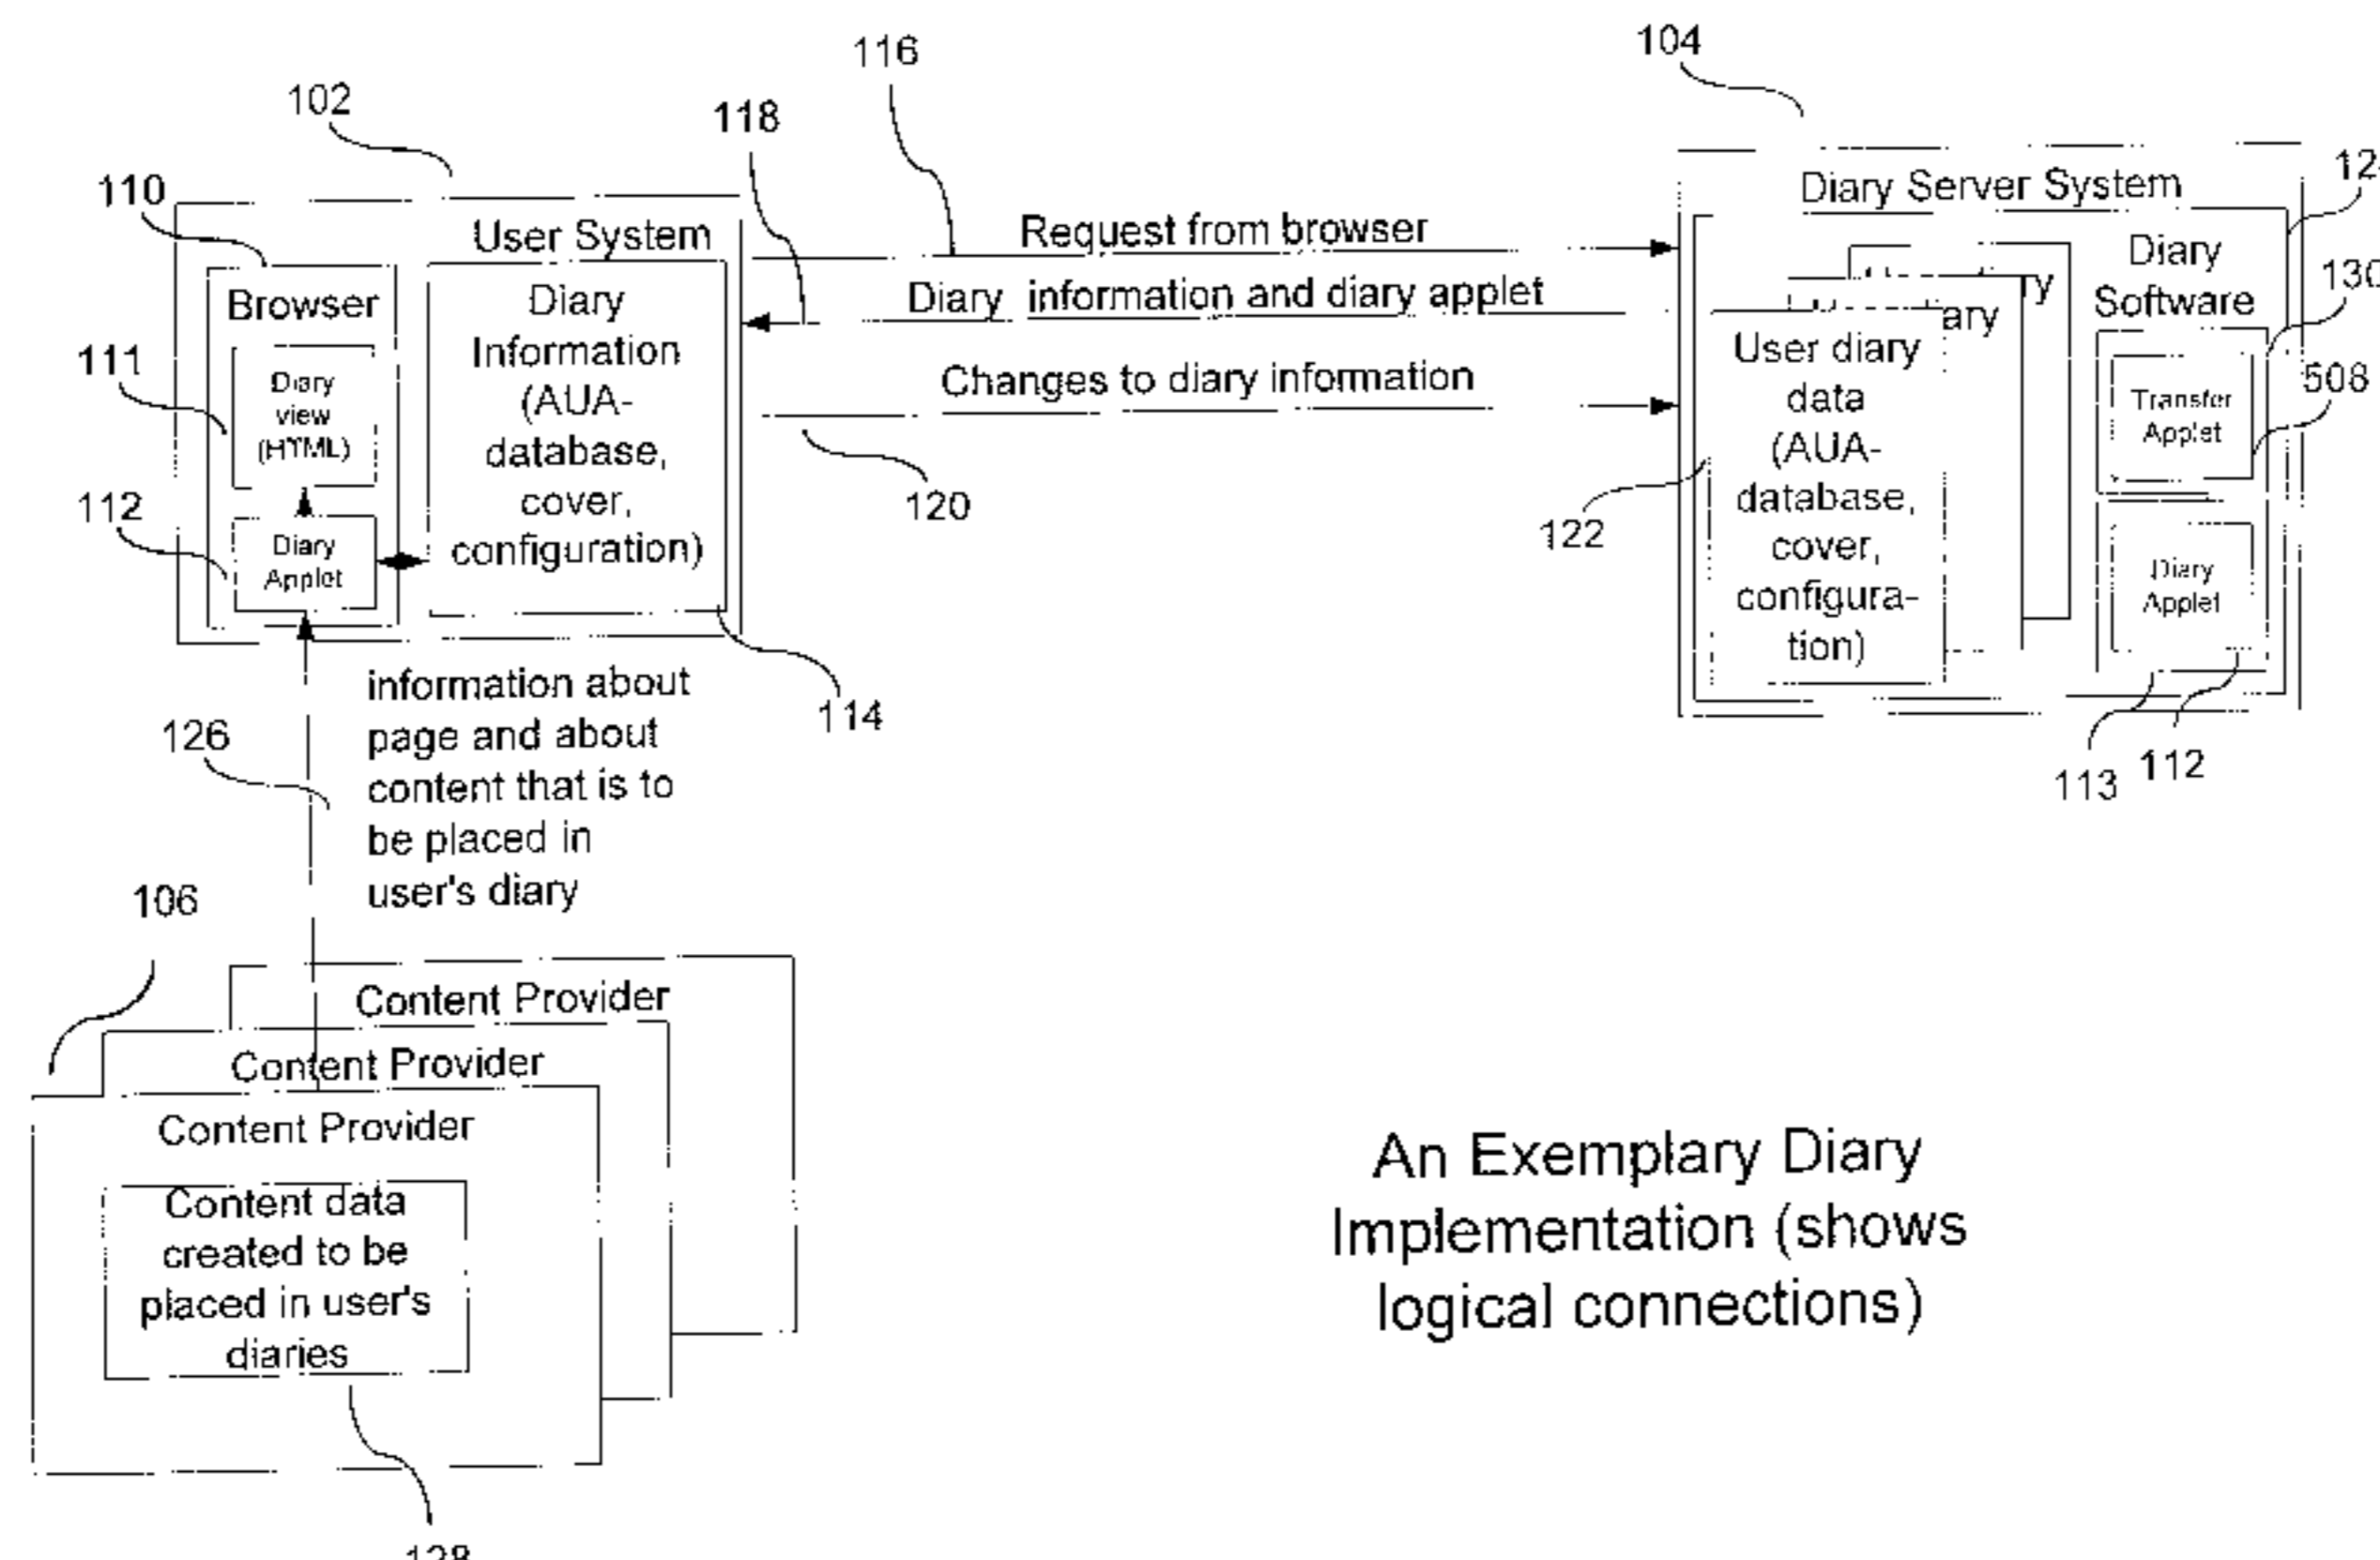 116
104
102
118
110
Diary Server System
User System
Request from browser
Diary
Software
130
Browser
Diary
Information
(AUA-
database,
cover,
configuration)
Diary information and diary applet
ary
User diary
data
(AUA-
database,
cover,
configura-
tion)
111
Diary
view
(HTML)
Changes to diary information
Transfer
Applet
508
112
Diary
Applet
120
122
Diary
Applet
information about
page and about
content that is to
be placed in
user's diary
114
126
113
112
106
Content Provider
Content Provider
Content Provider
Content data
created to be
placed in user's
diaries
An Exemplary Diary
Implementation (shows
logical connections)